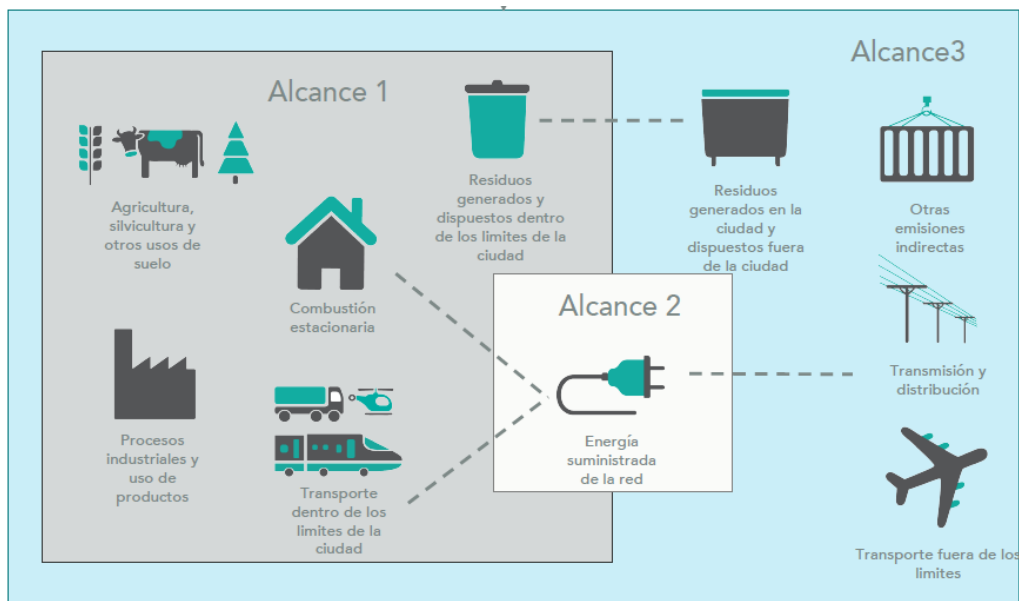 Alcance 1
Agricultura,
silvicultura y
otros usos de
suelo
Combustión
estacionaria
Residuos
generados y
dispuestos dentro
de los limites de la
ciudad
Procesos
industriales y
uso de
productos
Transporte
dentro de los
limites de la
ciudad
Alcance 2
Energía
suministrada
de la red
Alcance3
Residuos
generados en la
ciudad y
dispuestos fuera
de la ciudad
Otras
emisiones
indirectas
Transmisión y
distribución
Transporte fuera de los
limites